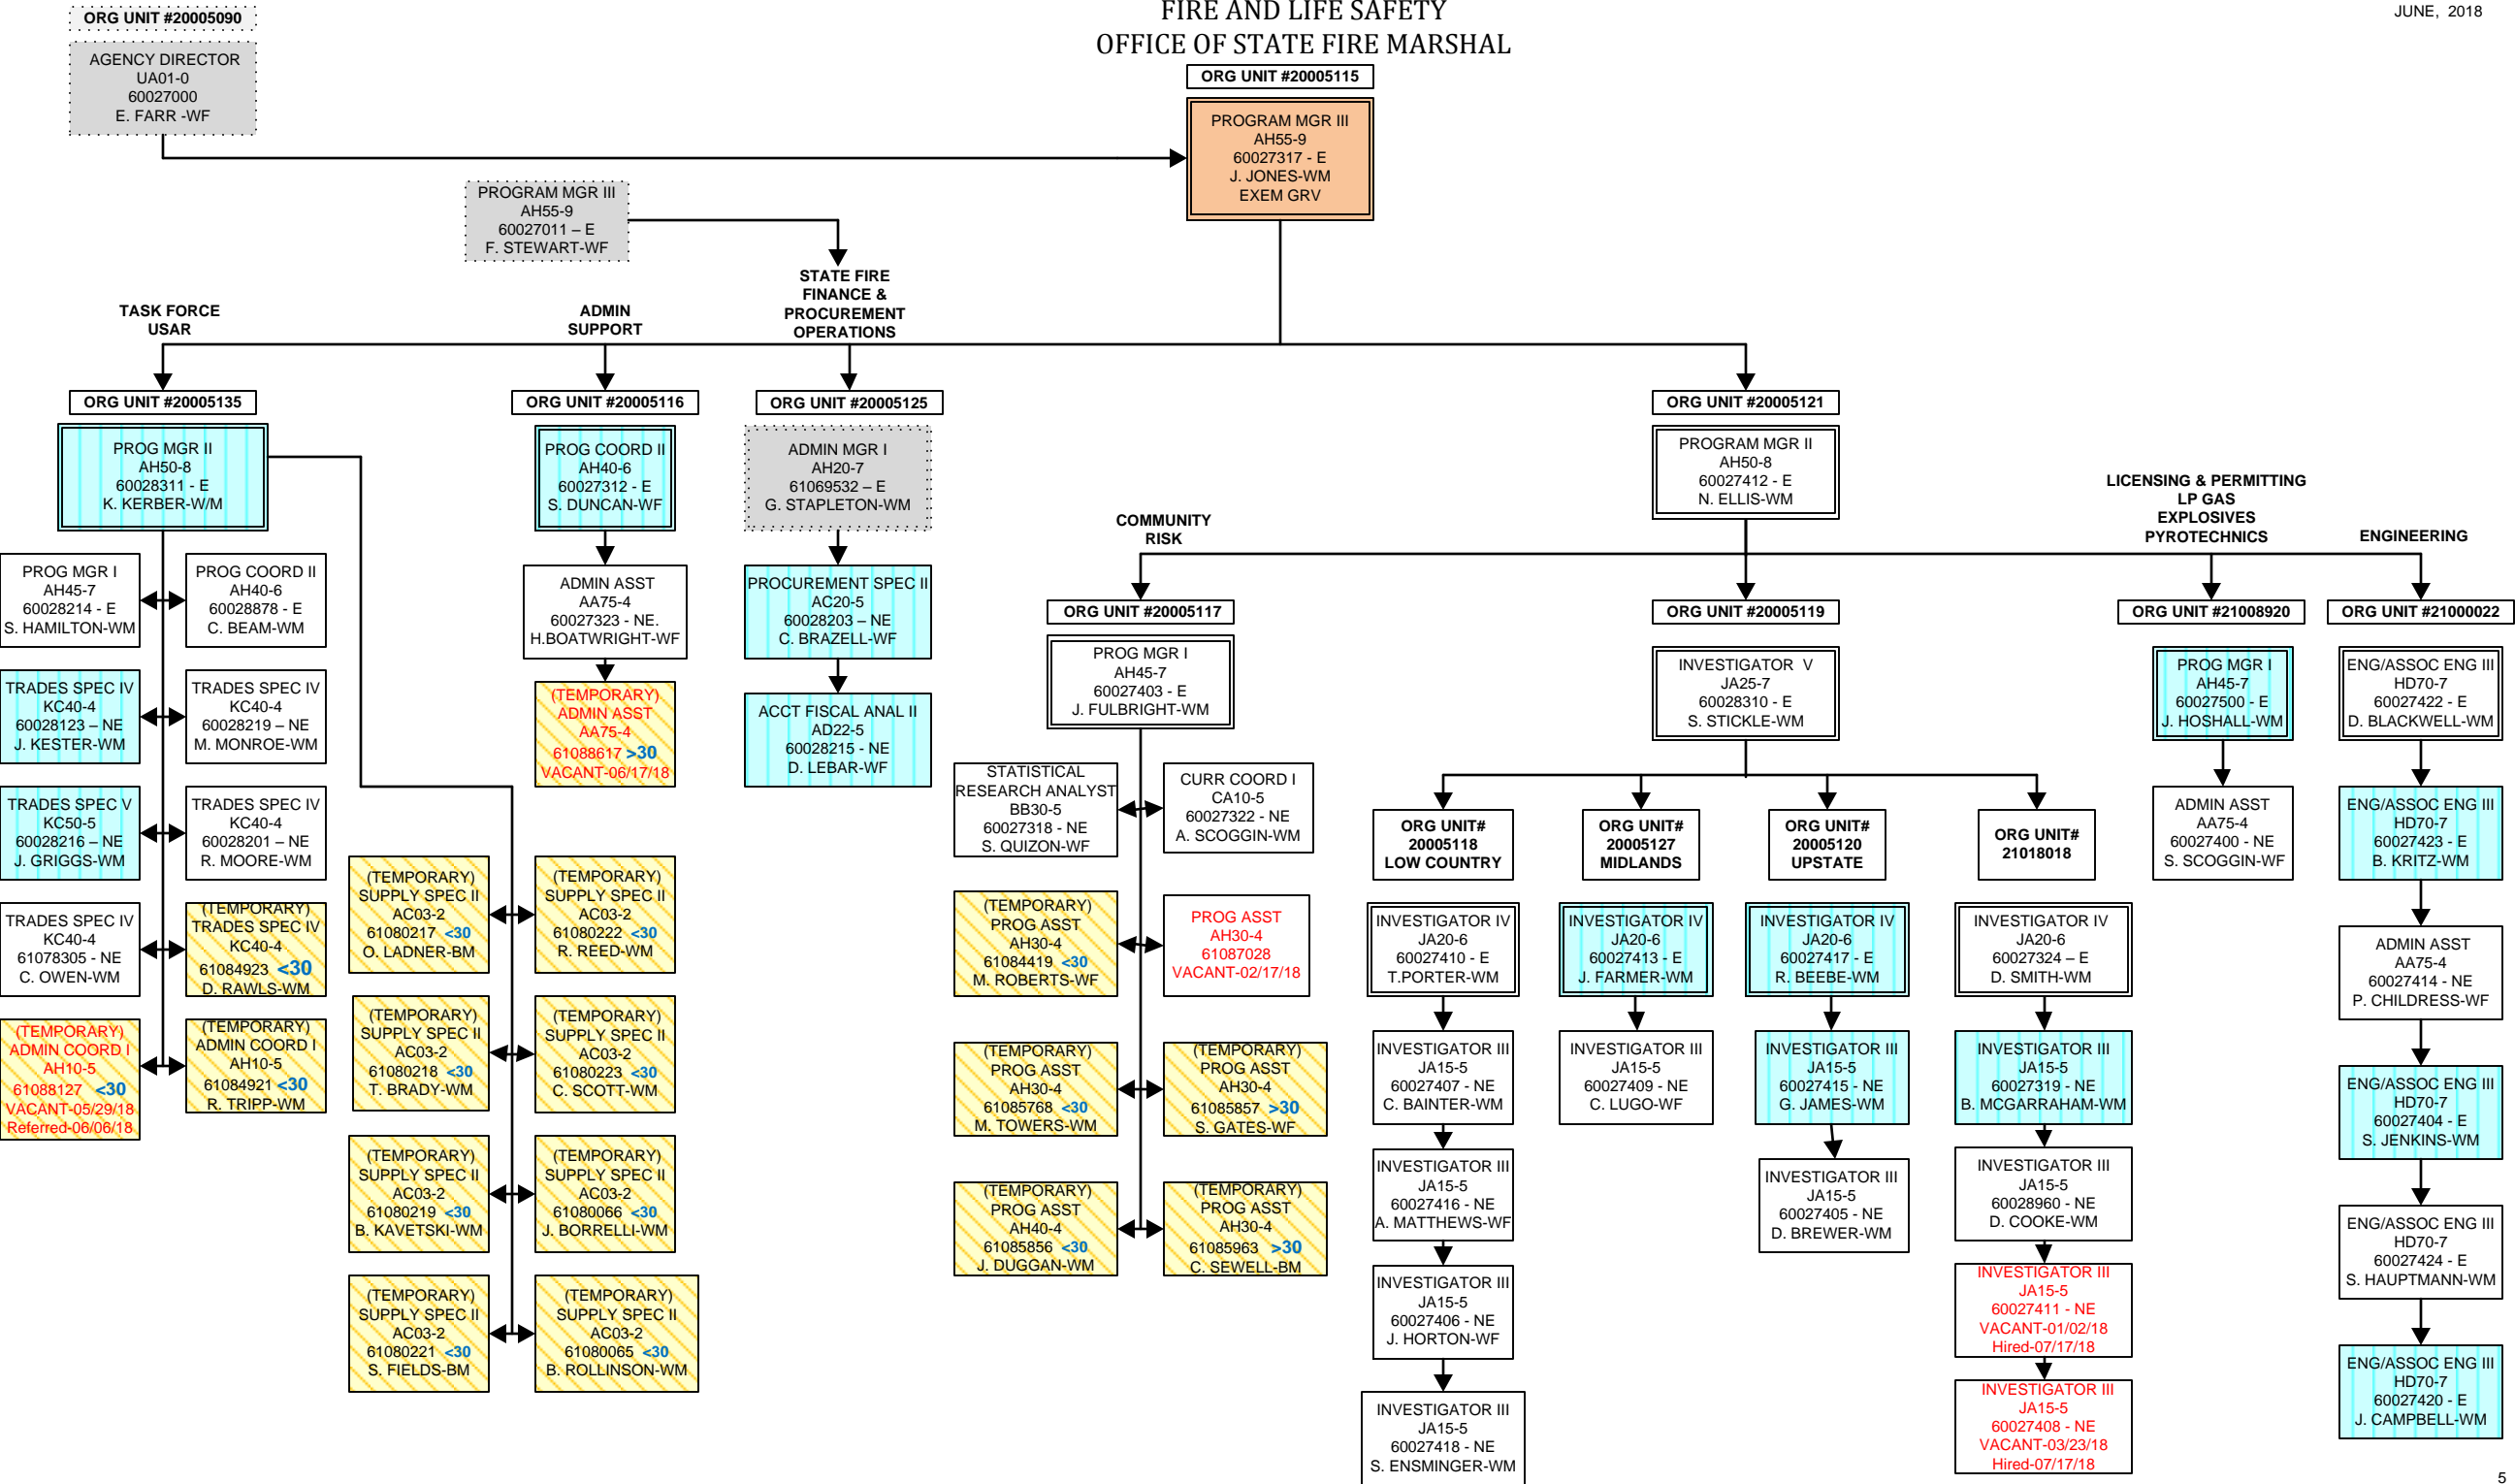 FIRE AND LIFE SAFETY
OFFICE OF STATE FIRE MARSHAL
JUNE, 2018
ORG UNIT #20005090
AGENCY DIRECTOR
UA01-0
60027000
E. FARR -WF
ORG UNIT #20005115
PROGRAM MGR III
AH55-9
60027317 - E
J. JONES-WM
EXEM GRV
PROGRAM MGR III
AH55-9
60027011 – E
F. STEWART-WF
TASK FORCE
USAR
ADMIN
SUPPORT
STATE FIRE
FINANCE &
PROCUREMENT
OPERATIONS
ORG UNIT #20005135
PROG MGR II
AH50-8
60028311 - E
K. KERBER-W/M
PROG MGR I
AH45-7
60028214 - E
S. HAMILTON-WM
PROG COORD II
AH40-6
60028878 - E
C. BEAM-WM
TRADES SPEC IV
KC40-4
60028123 – NE
J. KESTER-WM
TRADES SPEC IV
KC40-4
60028219 – NE
M. MONROE-WM
TRADES SPEC V
KC50-5
60028216 – NE
J. GRIGGS-WM
TRADES SPEC IV
KC40-4
60028201 – NE
R. MOORE-WM
TRADES SPEC IV
KC40-4
61078305 - NE
C. OWEN-WM
(TEMPORARY)
TRADES SPEC IV
KC40-4
61084923 <30
D. RAWLS-WM
(TEMPORARY)
ADMIN COORD I
AH10-5
61088127 <30
VACANT-05/29/18
Referred-06/06/18
(TEMPORARY)
ADMIN COORD I
AH10-5
61084921 <30
R. TRIPP-WM
(TEMPORARY)
SUPPLY SPEC II
AC03-2
61080217 <30
O. LADNER-BM
(TEMPORARY)
SUPPLY SPEC II
AC03-2
61080222 <30
R. REED-WM
(TEMPORARY)
SUPPLY SPEC II
AC03-2
61080218 <30
T. BRADY-WM
(TEMPORARY)
SUPPLY SPEC II
AC03-2
61080223 <30
C. SCOTT-WM
(TEMPORARY)
SUPPLY SPEC II
AC03-2
61080219 <30
B. KAVETSKI-WM
(TEMPORARY)
SUPPLY SPEC II
AC03-2
61080066 <30
J. BORRELLI-WM
(TEMPORARY)
SUPPLY SPEC II
AC03-2
61080221 <30
S. FIELDS-BM
(TEMPORARY)
SUPPLY SPEC II
AC03-2
61080065 <30
B. ROLLINSON-WM
ORG UNIT #20005116
PROG COORD II
AH40-6
60027312 - E
S. DUNCAN-WF
ADMIN ASST
AA75-4
60027323 - NE.
H.BOATWRIGHT-WF
(TEMPORARY)
ADMIN ASST
AA75-4
61088617 >30
VACANT-06/17/18
ORG UNIT #20005125
ADMIN MGR I
AH20-7
61069532 – E
G. STAPLETON-WM
PROCUREMENT SPEC II
AC20-5
60028203 – NE
C. BRAZELL-WF
ACCT FISCAL ANAL II
AD22-5
60028215 - NE
D. LEBAR-WF
ORG UNIT #20005121
PROGRAM MGR II
AH50-8
60027412 - E
N. ELLIS-WM
COMMUNITY
RISK
LICENSING & PERMITTING
LP GAS
EXPLOSIVES
PYROTECHNICS
ENGINEERING
ORG UNIT #20005117
PROG MGR I
AH45-7
60027403 - E
J. FULBRIGHT-WM
STATISTICAL
RESEARCH ANALYST
BB30-5
60027318 - NE
S. QUIZON-WF
CURR COORD I
CA10-5
60027322 - NE
A. SCOGGIN-WM
(TEMPORARY)
PROG ASST
AH30-4
61084419 <30
M. ROBERTS-WF
PROG ASST
AH30-4
61087028
VACANT-02/17/18
(TEMPORARY)
PROG ASST
AH30-4
61085768 <30
M. TOWERS-WM
(TEMPORARY)
PROG ASST
AH30-4
61085857 >30
S. GATES-WF
(TEMPORARY)
PROG ASST
AH40-4
61085856 <30
J. DUGGAN-WM
(TEMPORARY)
PROG ASST
AH30-4
61085963 >30
C. SEWELL-BM
ORG UNIT #20005119
INVESTIGATOR V
JA25-7
60028310 - E
S. STICKLE-WM
ORG UNIT#
20005118
LOW COUNTRY
INVESTIGATOR IV
JA20-6
60027410 - E
T.PORTER-WM
INVESTIGATOR III
JA15-5
60027407 - NE
C. BAINTER-WM
INVESTIGATOR III
JA15-5
60027416 - NE
A. MATTHEWS-WF
INVESTIGATOR III
JA15-5
60027406 - NE
J. HORTON-WF
INVESTIGATOR III
JA15-5
60027418 - NE
S. ENSMINGER-WM
ORG UNIT#
20005127
MIDLANDS
INVESTIGATOR IV
JA20-6
60027413 - E
J. FARMER-WM
INVESTIGATOR III
JA15-5
60027409 - NE
C. LUGO-WF
ORG UNIT#
20005120
UPSTATE
INVESTIGATOR IV
JA20-6
60027417 - E
R. BEEBE-WM
INVESTIGATOR III
JA15-5
60027415 - NE
G. JAMES-WM
INVESTIGATOR III
JA15-5
60027405 - NE
D. BREWER-WM
ORG UNIT#
21018018
INVESTIGATOR IV
JA20-6
60027324 – E
D. SMITH-WM
INVESTIGATOR III
JA15-5
60027319 - NE
B. MCGARRAHAM-WM
INVESTIGATOR III
JA15-5
60028960 - NE
D. COOKE-WM
INVESTIGATOR III
JA15-5
60027411 - NE
VACANT-01/02/18
Hired-07/17/18
INVESTIGATOR III
JA15-5
60027408 - NE
VACANT-03/23/18
Hired-07/17/18
ORG UNIT #21008920
PROG MGR I
AH45-7
60027500 - E
J. HOSHALL-WM
ADMIN ASST
AA75-4
60027400 - NE
S. SCOGGIN-WF
ORG UNIT #21000022
ENG/ASSOC ENG III
HD70-7
60027422 - E
D. BLACKWELL-WM
ENG/ASSOC ENG III
HD70-7
60027423 - E
B. KRITZ-WM
ADMIN ASST
AA75-4
60027414 - NE
P. CHILDRESS-WF
ENG/ASSOC ENG III
HD70-7
60027404 - E
S. JENKINS-WM
ENG/ASSOC ENG III
HD70-7
60027424 - E
S. HAUPTMANN-WM
ENG/ASSOC ENG III
HD70-7
60027420 - E
J. CAMPBELL-WM
5